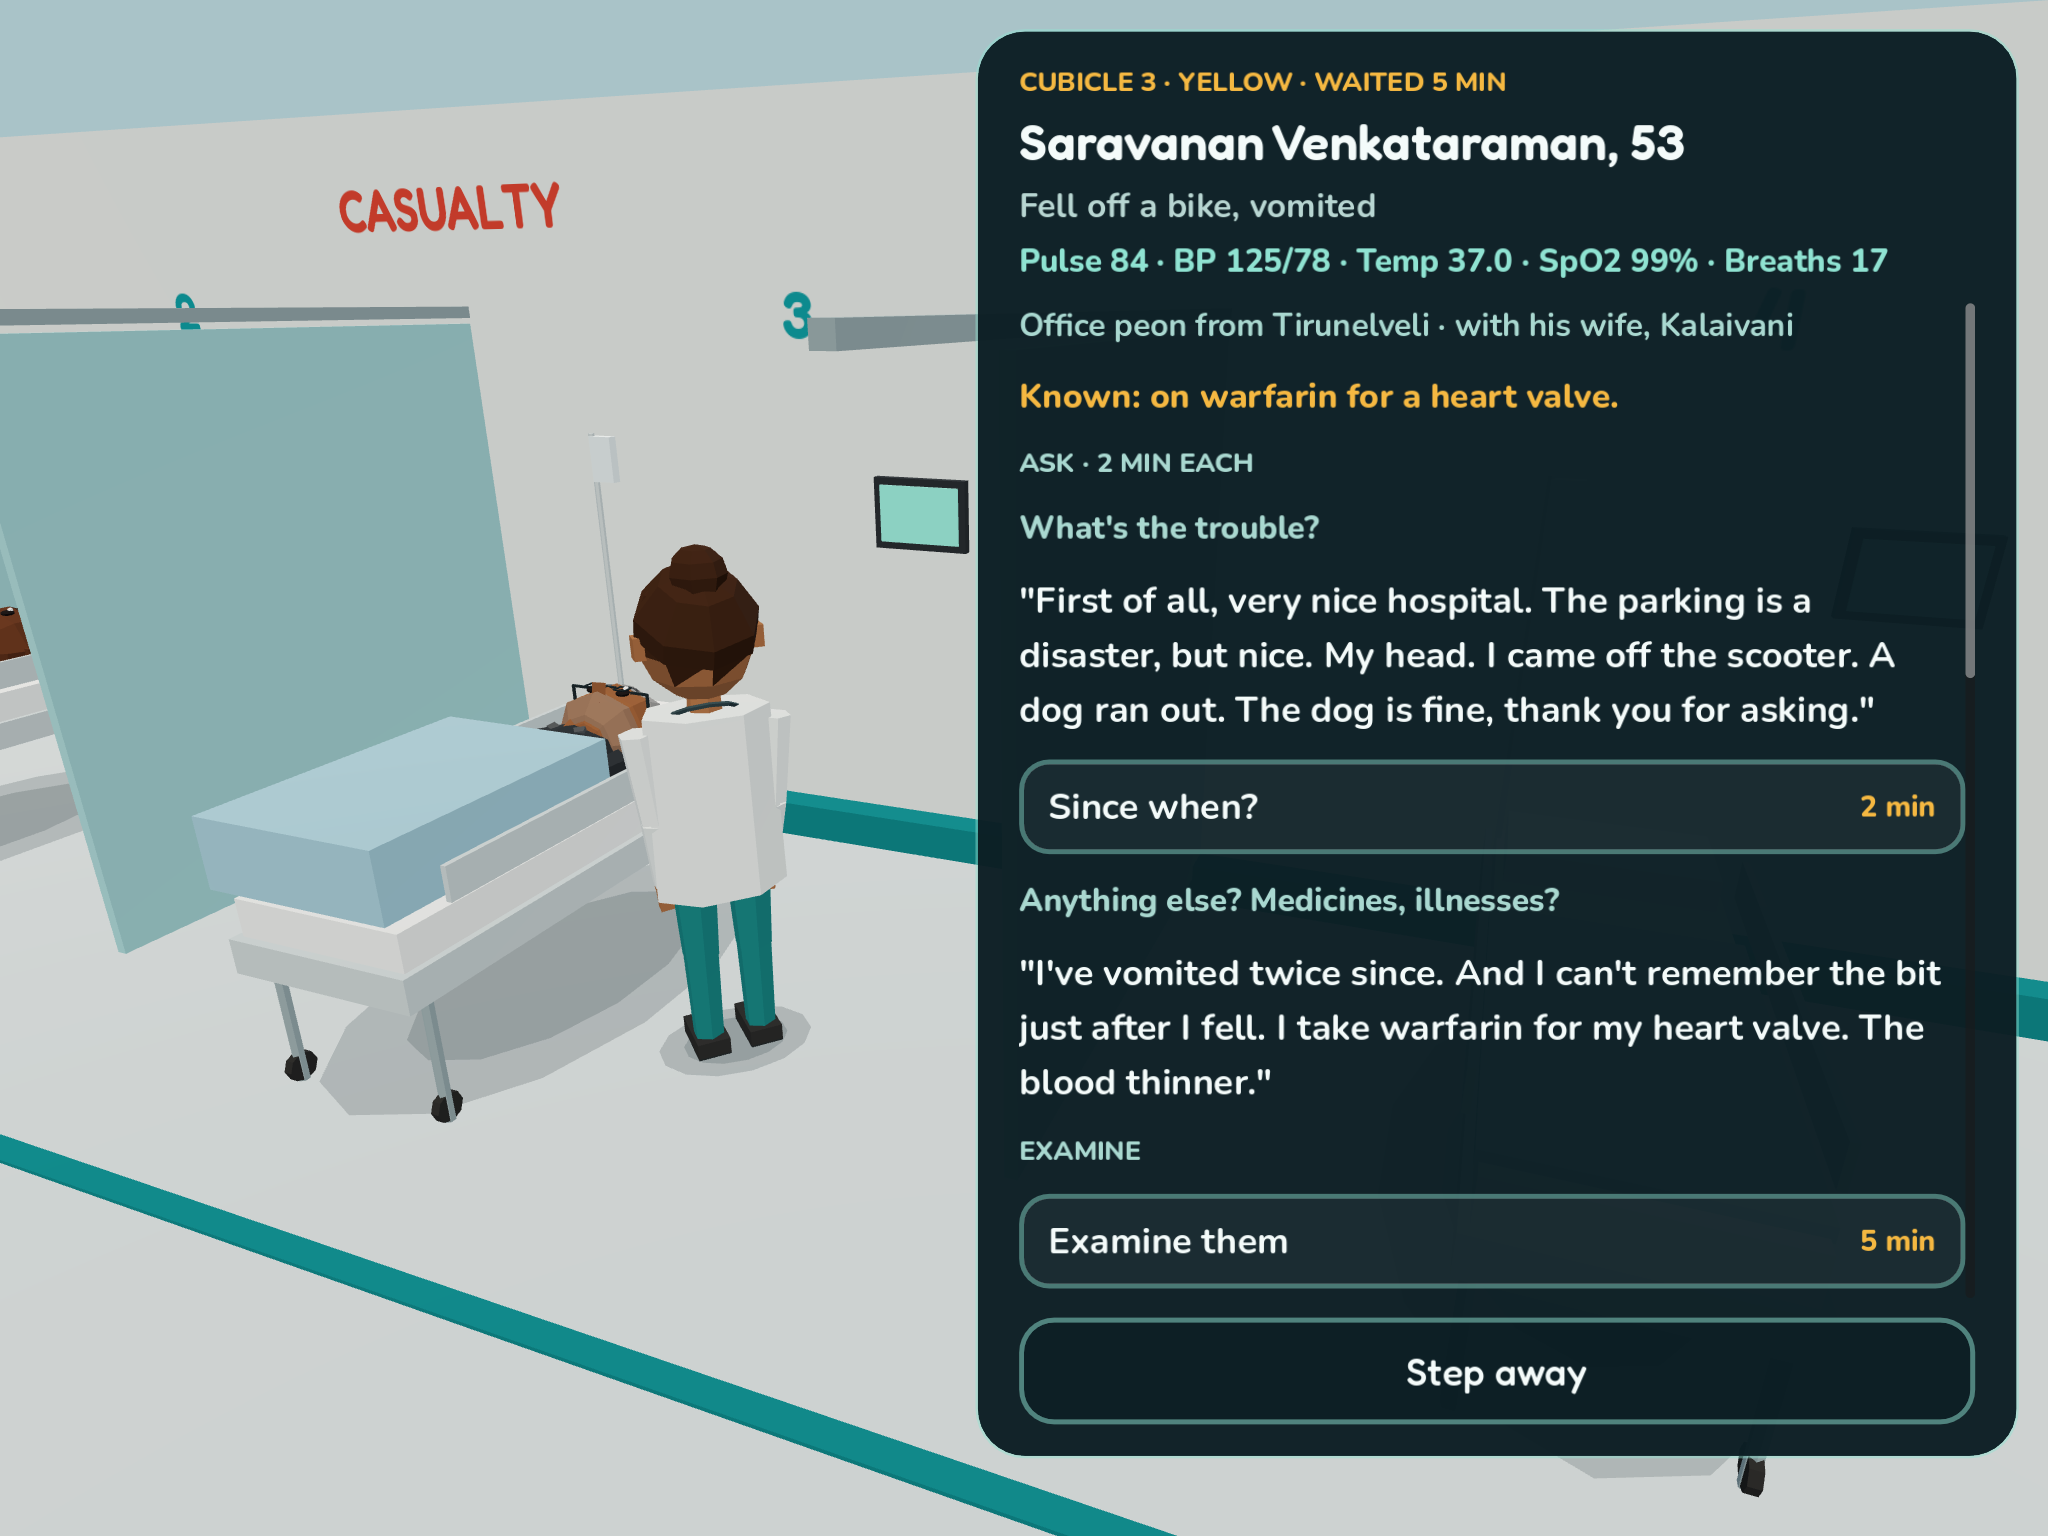 CASUALTY
2
3
CUBICLE 3 · YELLOW · WAITED 5 MIN
Saravanan Venkataraman, 53
Fell off a bike, vomited
Pulse 84 · BP 125/78 · Temp 37.0 · SpO2 99% · Breaths 17
Office peon from Tirunelveli · with his wife, Kalaivani
Known: on warfarin for a heart valve.
ASK · 2 MIN EACH
What's the trouble?
"First of all, very nice hospital. The parking is a
disaster, but nice. My head. I came off the scooter. A
dog ran out. The dog is fine, thank you for asking."
Since when? 2 min
Anything else? Medicines, illnesses?
"I've vomited twice since. And I can't remember the bit
just after I fell. I take warfarin for my heart valve. The
blood thinner."
EXAMINE
Examine them 5 min
Step away